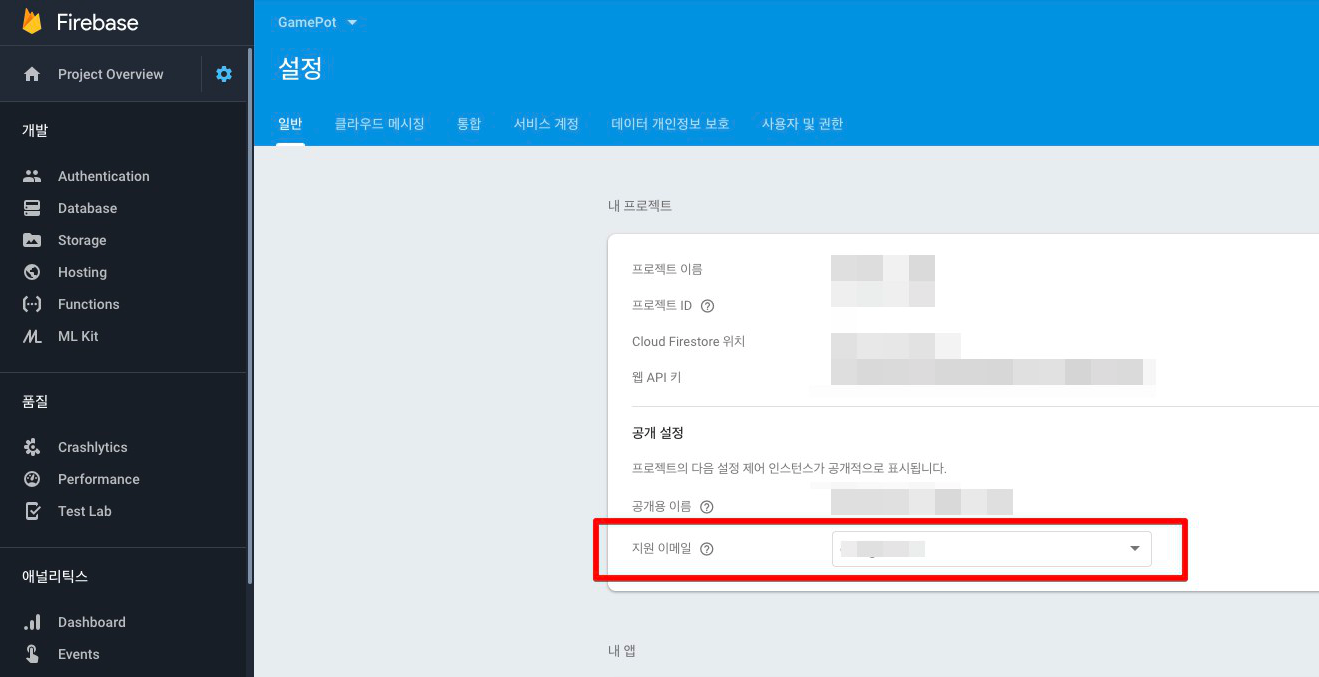 Firebase
Project Overview
개발
Authentication
Database
Storage
Hosting
Functions
ML Kit
품질
Crashlytics
Performance
Test Lab
애널리틱스
Dashboard
Events
GamePot
설정
일반 클라우드 메시징 통합 서비스 계정 데이터 개인정보 보호 사용자 및 권한
내 프로젝트
프로젝트 이름
프로젝트 ID
Cloud Firestore 위치
웹 API 키
공개 설정
프로젝트의 다음 설정 제어 인스턴스가 공개적으로 표시됩니다.
공개용 이름
지원 이메일
내 앱